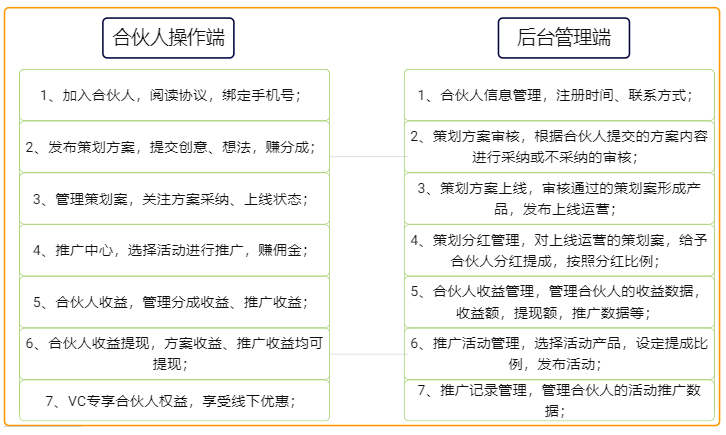 合伙人操作端
1、加入合伙人，阅读协议，绑定手机号；
2、发布策划方案，提交创意、想法，赚分成；
3、管理策划案，关注方案采纳、上线状态；
4、推广中心，选择活动进行推广，赚佣金；
5、合伙人收益，管理分成收益、推广收益；
6、合伙人收益提现，方案收益、推广收益均可
提现；
7、VC专享合伙人权益，享受线下优惠；
后台管理端
1、合伙人信息管理，注册时间、联系方式；
2、策划方案审核，根据合伙人提交的方案内容
进行采纳或不采纳的审核；
3、策划方案上线，审核通过的策划案形成产
品，发布上线运营；
4、策划分红管理，对上线运营的策划案，给予
合伙人分红提成，按照分红比例；
5、合伙人收益管理，管理合伙人的收益数据，
收益额，提现额，推广数据等；
6、推广活动管理，选择活动产品，设定提成比
例，发布活动；
7、推广记录管理，管理合伙人的活动推广数
据；